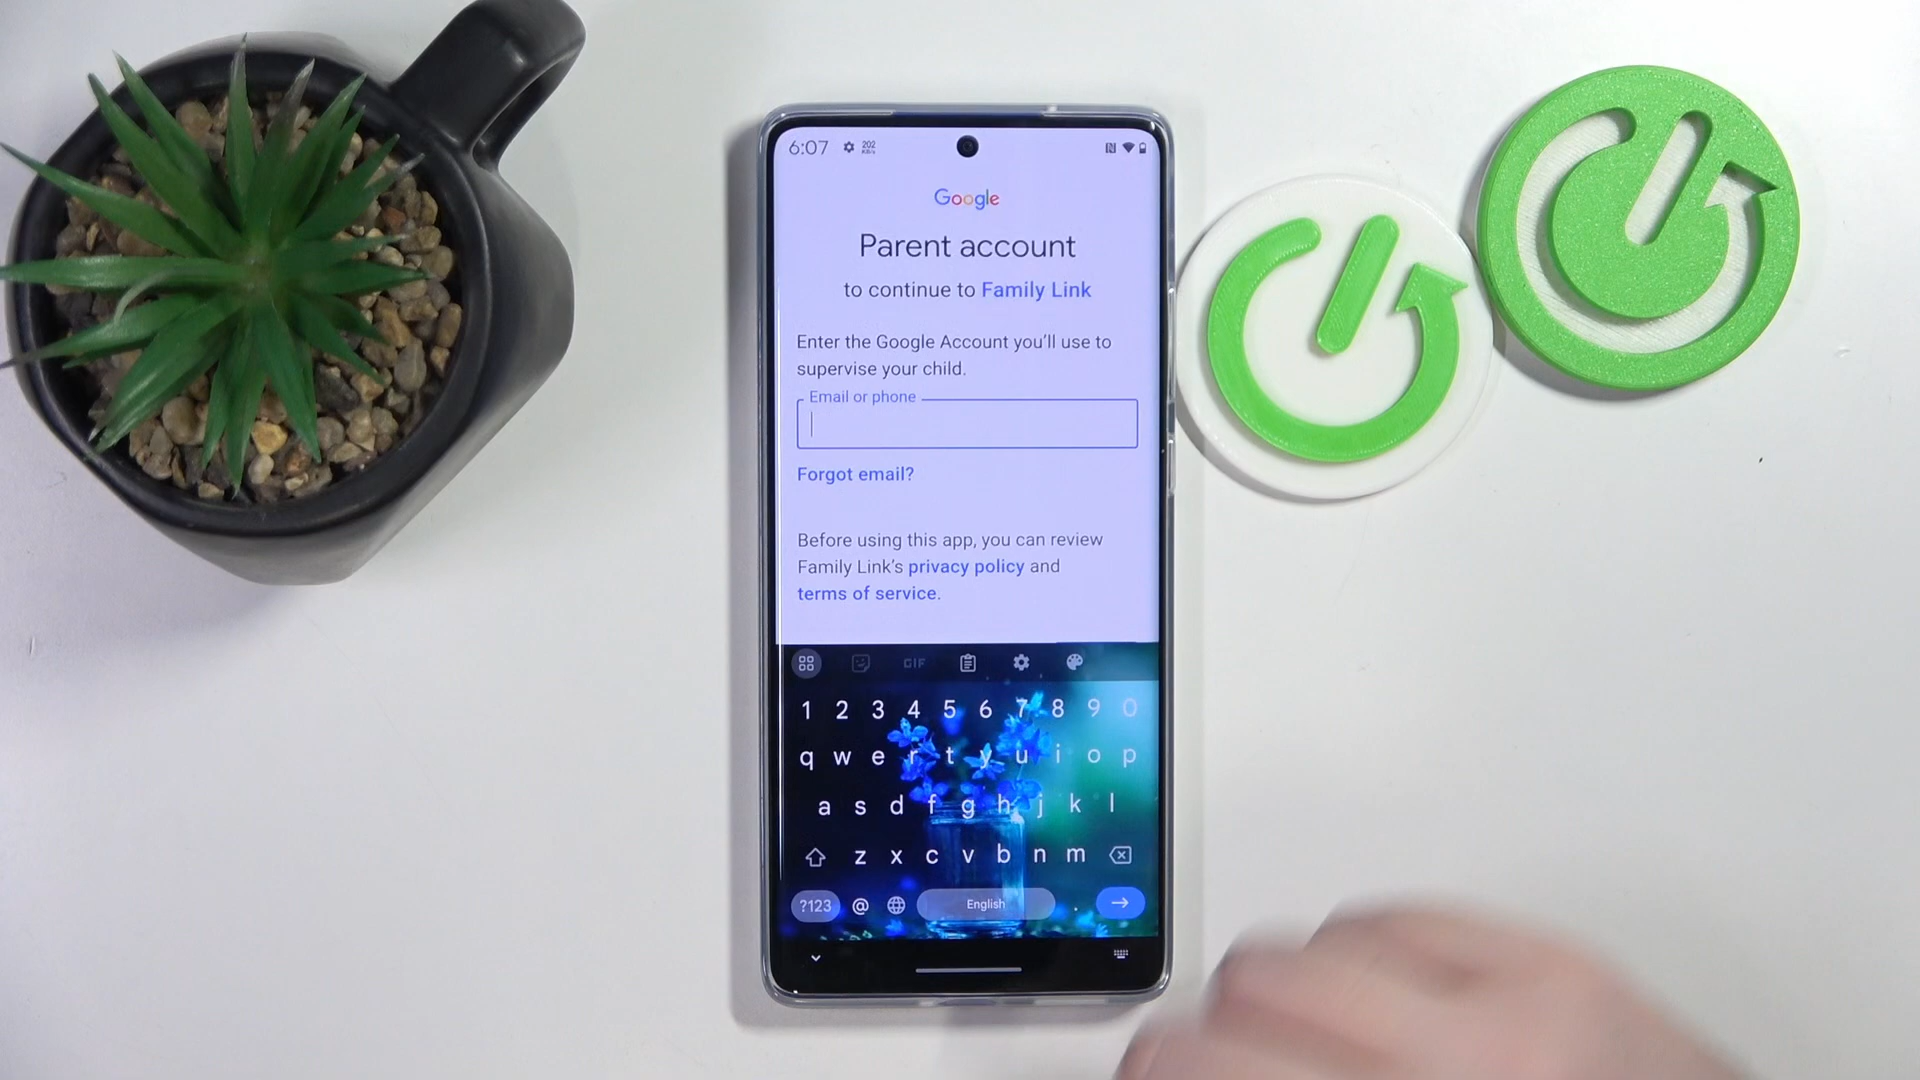 6:07 202 KB/s
Google
Parent account
to continue to Family Link
Enter the Google Account you'll use to
supervise your child.
Email or phone
Forgot email?
Before using this app, you can review
Family Link's privacy policy and
terms of service.
GIF
1 2 3 4 5 6 7 8 9 0
q w e r t y u i o p
a s d f g h j k l
z x c v b n m
?123 @ English .